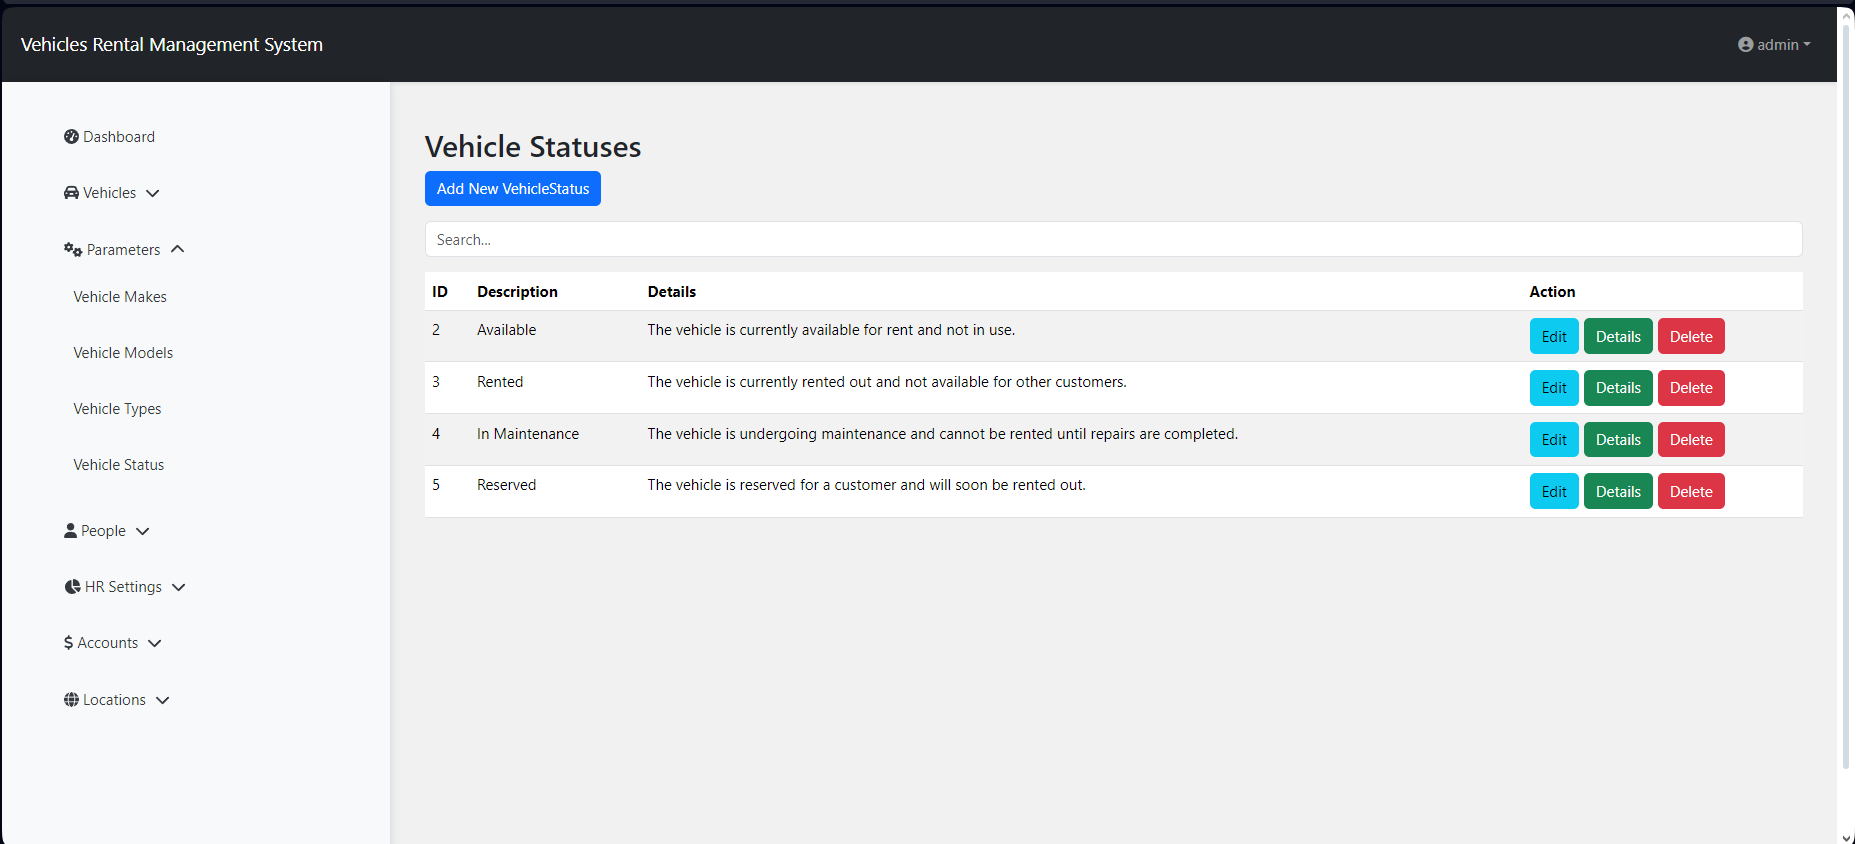 Vehicles Rental Management System
admin
Dashboard
Vehicles
Parameters
Vehicle Makes
Vehicle Models
Vehicle Types
Vehicle Status
People
HR Settings
$ Accounts
Locations
Vehicle Statuses
Add New VehicleStatus
Search...
ID Description Details Action
2 Available The vehicle is currently available for rent and not in use. Edit Details Delete
3 Rented The vehicle is currently rented out and not available for other customers. Edit Details Delete
4 In Maintenance The vehicle is undergoing maintenance and cannot be rented until repairs are completed. Edit Details Delete
5 Reserved The vehicle is reserved for a customer and will soon be rented out. Edit Details Delete